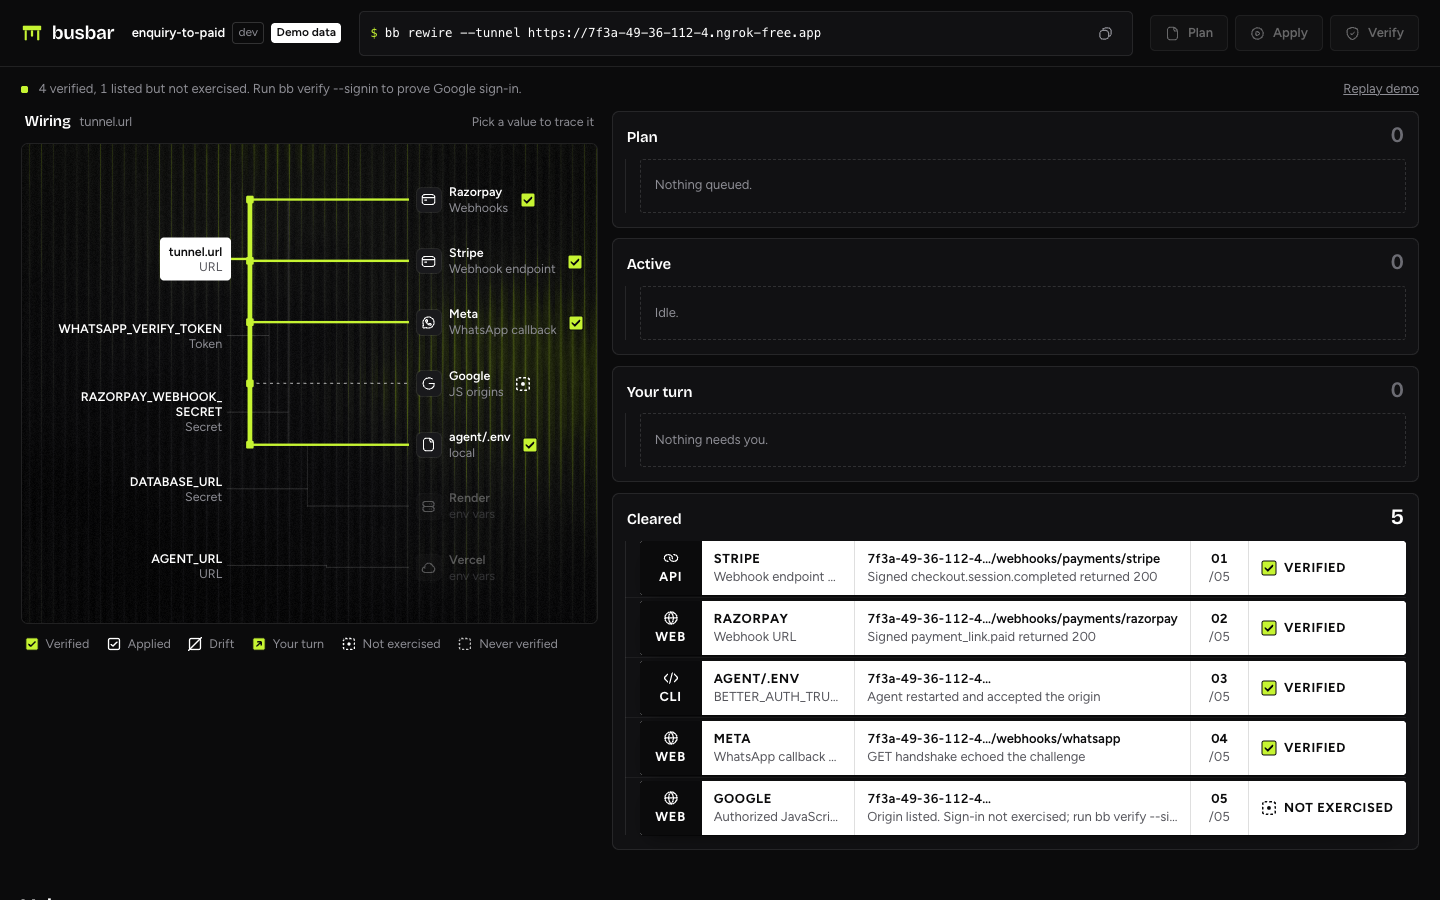 busbar
enquiry-to-paid
dev
Demo data
$ bb rewire --tunnel https://7f3a-49-36-112-4.ngrok-free.app
Plan
Apply
Verify
4 verified, 1 listed but not exercised. Run bb verify --signin to prove Google sign-in.
Replay demo
Wiring tunnel.url
Pick a value to trace it
tunnel.url
URL
WHATSAPP_VERIFY_TOKEN
Token
RAZORPAY_WEBHOOK_
SECRET
Secret
DATABASE_URL
Secret
AGENT_URL
URL
Razorpay
Webhooks
Stripe
Webhook endpoint
Meta
WhatsApp callback
Google
JS origins
agent/.env
local
Render
env vars
Vercel
env vars
Verified
Applied
Drift
Your turn
Not exercised
Never verified
Plan
0
Nothing queued.
Active
0
Idle.
Your turn
0
Nothing needs you.
Cleared
5
API
STRIPE
Webhook endpoint ...
7f3a-49-36-112-4.../webhooks/payments/stripe
Signed checkout.session.completed returned 200
01
/05
VERIFIED
WEB
RAZORPAY
Webhook URL
7f3a-49-36-112-4.../webhooks/payments/razorpay
Signed payment_link.paid returned 200
02
/05
VERIFIED
CLI
AGENT/.ENV
BETTER_AUTH_TRU...
7f3a-49-36-112-4...
Agent restarted and accepted the origin
03
/05
VERIFIED
WEB
META
WhatsApp callback ...
7f3a-49-36-112-4.../webhooks/whatsapp
GET handshake echoed the challenge
04
/05
VERIFIED
WEB
GOOGLE
Authorized JavaScri...
7f3a-49-36-112-4...
Origin listed. Sign-in not exercised; run bb verify --si...
05
/05
NOT EXERCISED